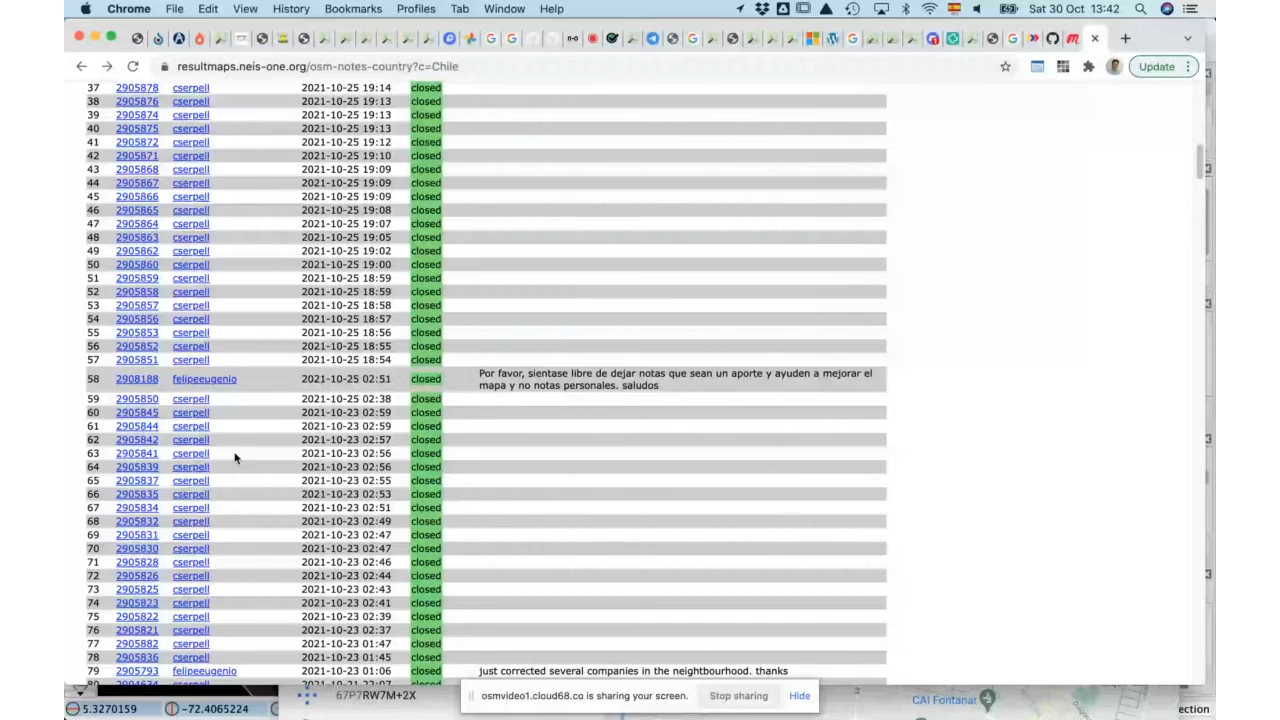 Chrome File Edit View History Bookmarks Profiles Tab Window Help Sat 30 Oct 13:42
resultmaps.neis-one.org/osm-notes-country?c=Chile Update
37 2905878 cserpell 2021-10-25 19:14 closed
38 2905876 cserpell 2021-10-25 19:13 closed
39 2905874 cserpell 2021-10-25 19:13 closed
40 2905875 cserpell 2021-10-25 19:13 closed
41 2905872 cserpell 2021-10-25 19:12 closed
42 2905871 cserpell 2021-10-25 19:10 closed
43 2905868 cserpell 2021-10-25 19:09 closed
44 2905867 cserpell 2021-10-25 19:09 closed
45 2905866 cserpell 2021-10-25 19:09 closed
46 2905865 cserpell 2021-10-25 19:08 closed
47 2905864 cserpell 2021-10-25 19:07 closed
48 2905863 cserpell 2021-10-25 19:05 closed
49 2905862 cserpell 2021-10-25 19:02 closed
50 2905860 cserpell 2021-10-25 19:00 closed
51 2905859 cserpell 2021-10-25 18:59 closed
52 2905858 cserpell 2021-10-25 18:59 closed
53 2905857 cserpell 2021-10-25 18:58 closed
54 2905856 cserpell 2021-10-25 18:57 closed
55 2905853 cserpell 2021-10-25 18:56 closed
56 2905852 cserpell 2021-10-25 18:55 closed
57 2905851 cserpell 2021-10-25 18:54 closed
58 2908188 felipeeugenio 2021-10-25 02:51 closed Por favor, sientase libre de dejar notas que sean un aporte y ayuden a mejorar el
mapa y no notas personales. saludos
59 2905850 cserpell 2021-10-25 02:38 closed
60 2905845 cserpell 2021-10-23 02:59 closed
61 2905844 cserpell 2021-10-23 02:59 closed
62 2905842 cserpell 2021-10-23 02:57 closed
63 2905841 cserpell 2021-10-23 02:56 closed
64 2905839 cserpell 2021-10-23 02:56 closed
65 2905837 cserpell 2021-10-23 02:55 closed
66 2905835 cserpell 2021-10-23 02:53 closed
67 2905834 cserpell 2021-10-23 02:51 closed
68 2905832 cserpell 2021-10-23 02:49 closed
69 2905831 cserpell 2021-10-23 02:47 closed
70 2905830 cserpell 2021-10-23 02:47 closed
71 2905828 cserpell 2021-10-23 02:46 closed
72 2905826 cserpell 2021-10-23 02:44 closed
73 2905825 cserpell 2021-10-23 02:43 closed
74 2905823 cserpell 2021-10-23 02:41 closed
75 2905822 cserpell 2021-10-23 02:39 closed
76 2905821 cserpell 2021-10-23 02:37 closed
77 2905882 cserpell 2021-10-23 01:47 closed
78 2905836 cserpell 2021-10-23 01:45 closed
79 2905793 felipeeugenio 2021-10-23 01:06 closed just corrected several companies in the neightbourhood. thanks
67P7RW7M+2X osmvideo1.cloud68.co is sharing your screen. Stop sharing Hide CAI Fontanar
5.3270159 -72.4065224 ection